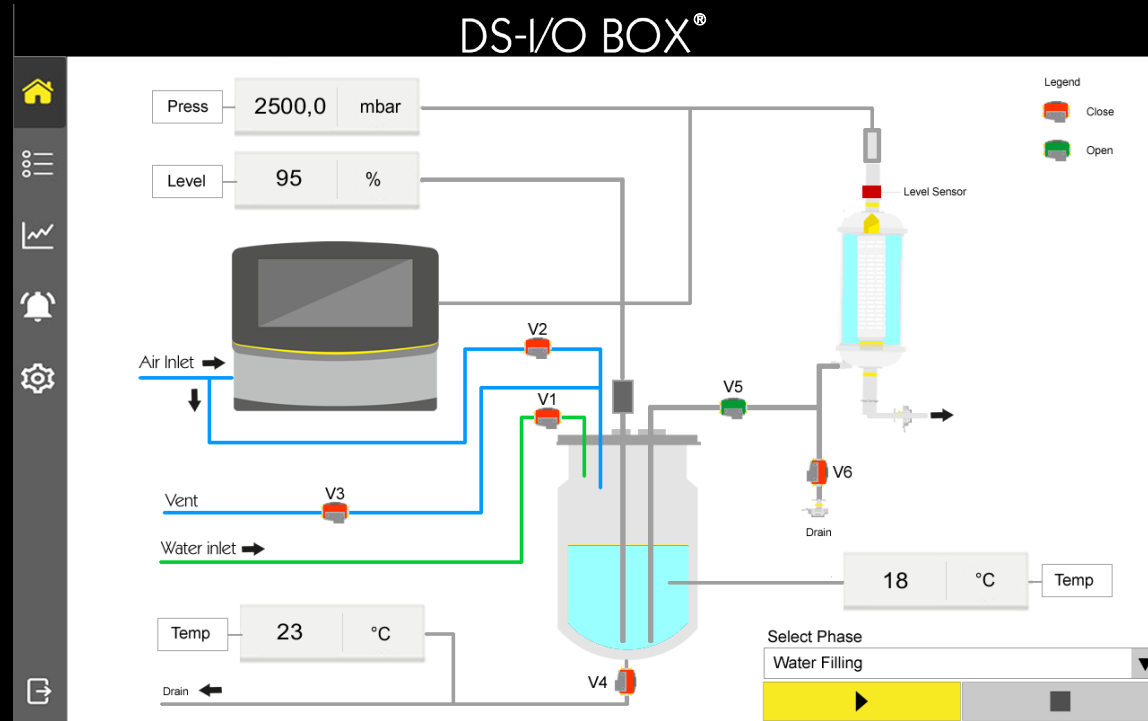 DS-I/O BOX®
Press 2500,0 mbar
Legend
Close
Open
Level 95 %
Level Sensor
V2
Air Inlet
V5
V1
V6
V3
Vent
Drain
Water inlet
18 °C Temp
Temp 23 °C
Select Phase
Water Filling
V4
Drain